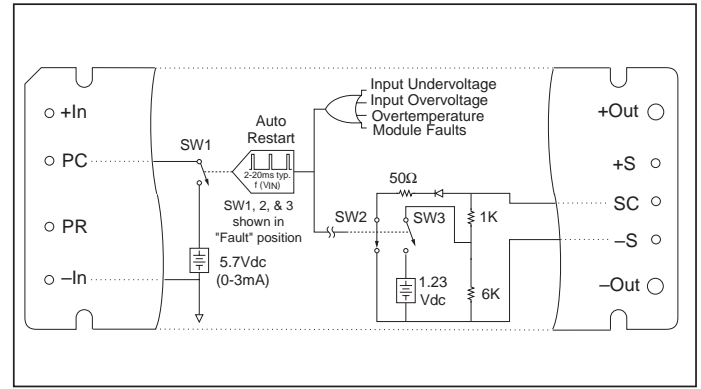 +In
PC
PR
–In
SW1
Auto
Restart
2-20ms typ.
f (VIN)
SW1, 2, & 3
shown in
"Fault" position
5.7Vdc
(0-3mA)
Input Undervoltage
Input Overvoltage
Overtemperature
Module Faults
50Ω
SW2
SW3
1K
1.23
Vdc
6K
+Out
+S
SC
–S
–Out